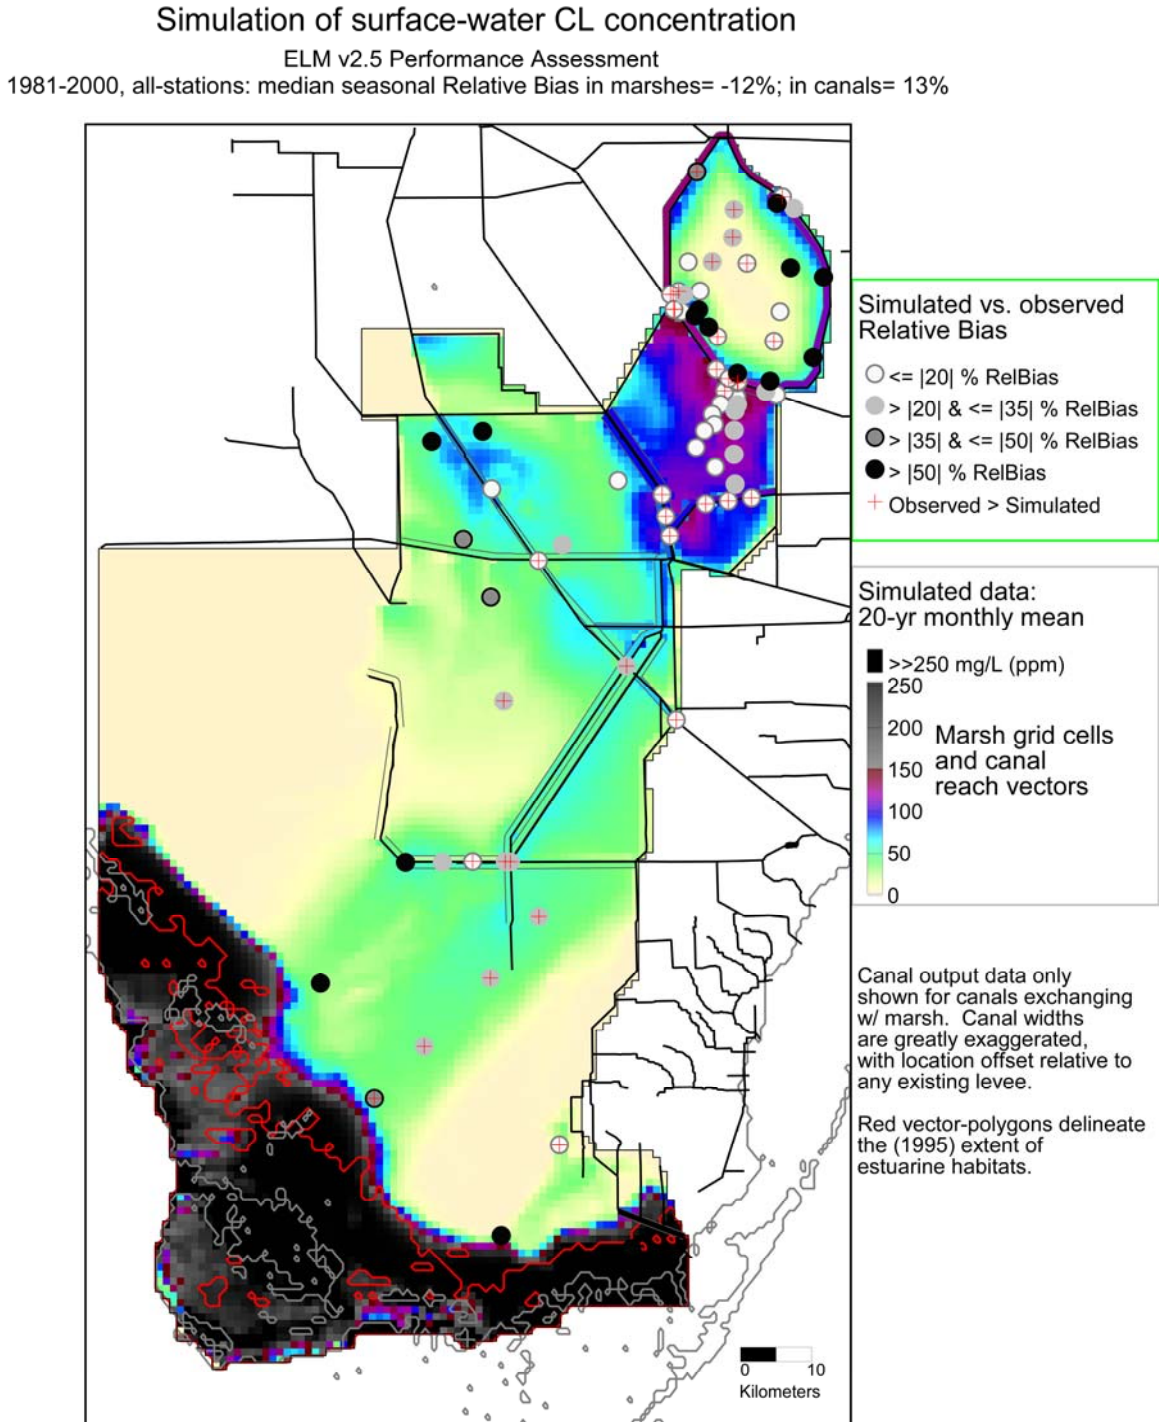 Simulation of surface-water CL concentration
ELM v2.5 Performance Assessment
1981-2000, all-stations: median seasonal Relative Bias in marshes= -12%; in canals= 13%
Simulated vs. observed
Relative Bias
<= |20| % RelBias
> |20| & <= |35| % RelBias
> |35| & <= |50| % RelBias
> |50| % RelBias
Observed > Simulated
Simulated data:
20-yr monthly mean
>>250 mg/L (ppm)
250
200
150
100
50
0
Marsh grid cells
and canal
reach vectors
Canal output data only
shown for canals exchanging
w/ marsh. Canal widths
are greatly exaggerated,
with location offset relative to
any existing levee.
Red vector-polygons delineate
the (1995) extent of
estuarine habitats.
0 10
Kilometers